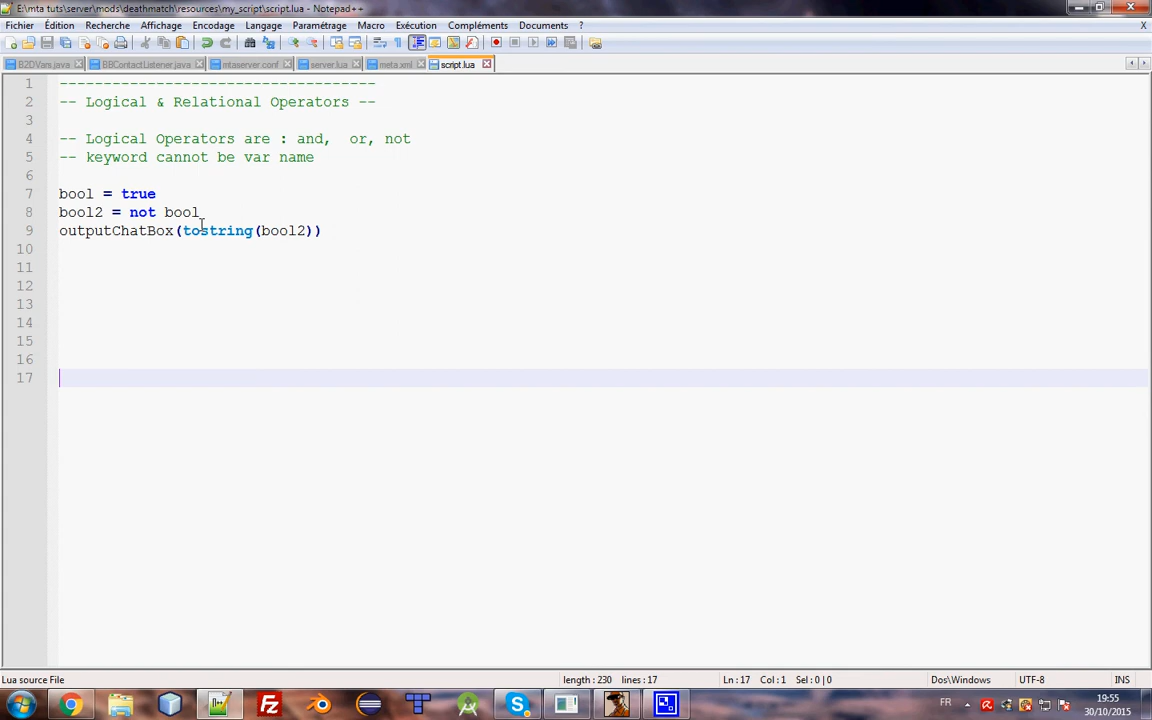 E:\mta tuts\server\mods\deathmatch\resources\my_script\script.lua - Notepad++
Fichier Édition Recherche Affichage Encodage Langage Paramétrage Macro Exécution Compléments Documents ? X
B2DVars.java BBContactListener.java mtaserver.conf server.lua meta.xml script.lua
1 ------------------------------------
2 -- Logical & Relational Operators --
3
4 -- Logical Operators are : and,  or, not
5 -- keyword cannot be var name
6
7 bool = true
8 bool2 = not bool
9 outputChatBox(tostring(bool2))
10
11
12
13
14
15
16
17
Lua source File length : 230 lines : 17 Ln : 17 Col : 1 Sel : 0 | 0 Dos\Windows UTF-8 INS
FR 19:55
30/10/2015